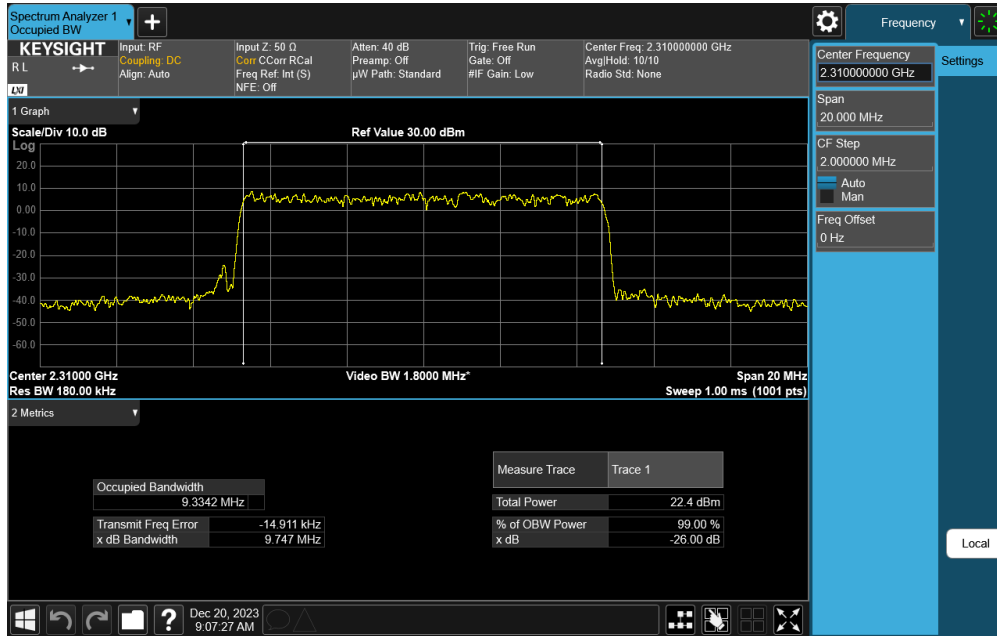 Spectrum Analyzer 1
Occupied BW
Frequency
KEYSIGHT
RL
LXI
Input: RF
Coupling: DC
Align: Auto
Input Z: 50 Ω
Corr CCorr RCal
Freq Ref: Int (S)
NFE: Off
Atten: 40 dB
Preamp: Off
µW Path: Standard
Trig: Free Run
Gate: Off
#IF Gain: Low
Center Freq: 2.310000000 GHz
Avg|Hold: 10/10
Radio Std: None
Center Frequency
2.310000000 GHz
Settings
Span
20.000 MHz
CF Step
2.000000 MHz
Auto
Man
Freq Offset
0 Hz
Local
1 Graph
Scale/Div 10.0 dB
Ref Value 30.00 dBm
Log
20.0
10.0
0.00
-10.0
-20.0
-30.0
-40.0
-50.0
-60.0
Center 2.31000 GHz
Video BW 1.8000 MHz*
Span 20 MHz
Res BW 180.00 kHz
Sweep 1.00 ms (1001 pts)
2 Metrics
Measure Trace Trace 1
Occupied Bandwidth
9.3342 MHz
Total Power 22.4 dBm
Transmit Freq Error -14.911 kHz
% of OBW Power 99.00 %
x dB Bandwidth 9.747 MHz
x dB -26.00 dB
?
Dec 20, 2023
9:07:27 AM